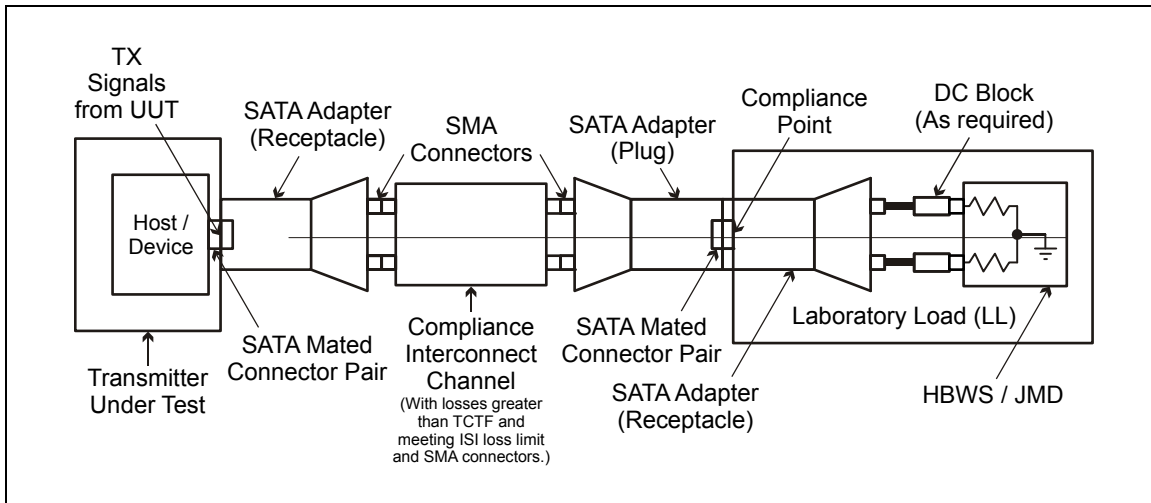 TX
Signals
from UUT
SATA Adapter
(Receptacle)
SMA
Connectors
SATA Adapter
(Plug)
Compliance
Point
DC Block
(As required)
Host /
Device
Laboratory Load (LL)
SATA Mated
Connector Pair
Transmitter
Under Test
Compliance
Interconnect
Channel
(With losses greater
than TCTF and
meeting ISI loss limit
and SMA connectors.)
SATA Mated
Connector Pair
SATA Adapter
(Receptacle)
HBWS / JMD